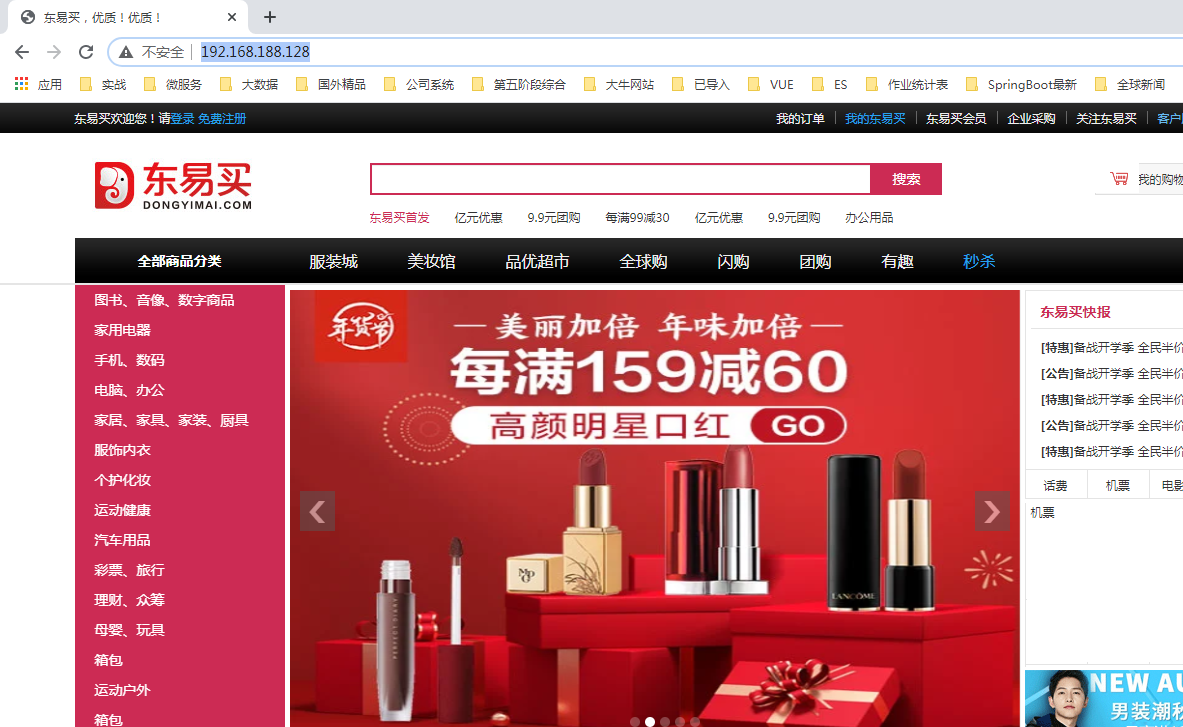 东易买，优质！优质！
不安全 192.168.188.128
应用 实战 微服务 大数据 国外精品 公司系统 第五阶段综合 大牛网站 已导入 VUE ES 作业统计表 SpringBoot最新 全球新闻
东易买欢迎您！请登录 免费注册 我的订单 我的东易买 东易买会员 企业采购 关注东易买 客户
东易买
DONGYIMAI.COM
搜索
我的购物
东易买首发 亿元优惠 9.9元团购 每满99减30 亿元优惠 9.9元团购 办公用品
全部商品分类 服装城 美妆馆 品优超市 全球购 闪购 团购 有趣 秒杀
图书、音像、数字商品
家用电器
手机、数码
电脑、办公
家居、家具、家装、厨具
服饰内衣
个护化妆
运动健康
汽车用品
彩票、旅行
理财、众筹
母婴、玩具
箱包
运动户外
箱包
年货节
美丽加倍 年味加倍
每满159减60
高颜明星口红 GO
LANCÔME
PERFECT DIARY
东易买快报
[特惠]备战开学季 全民半价
[公告]备战开学季 全民半价
[特惠]备战开学季 全民半价
[公告]备战开学季 全民半价
[特惠]备战开学季 全民半价
话费 机票 电影
机票
NEW AU
男装潮秋